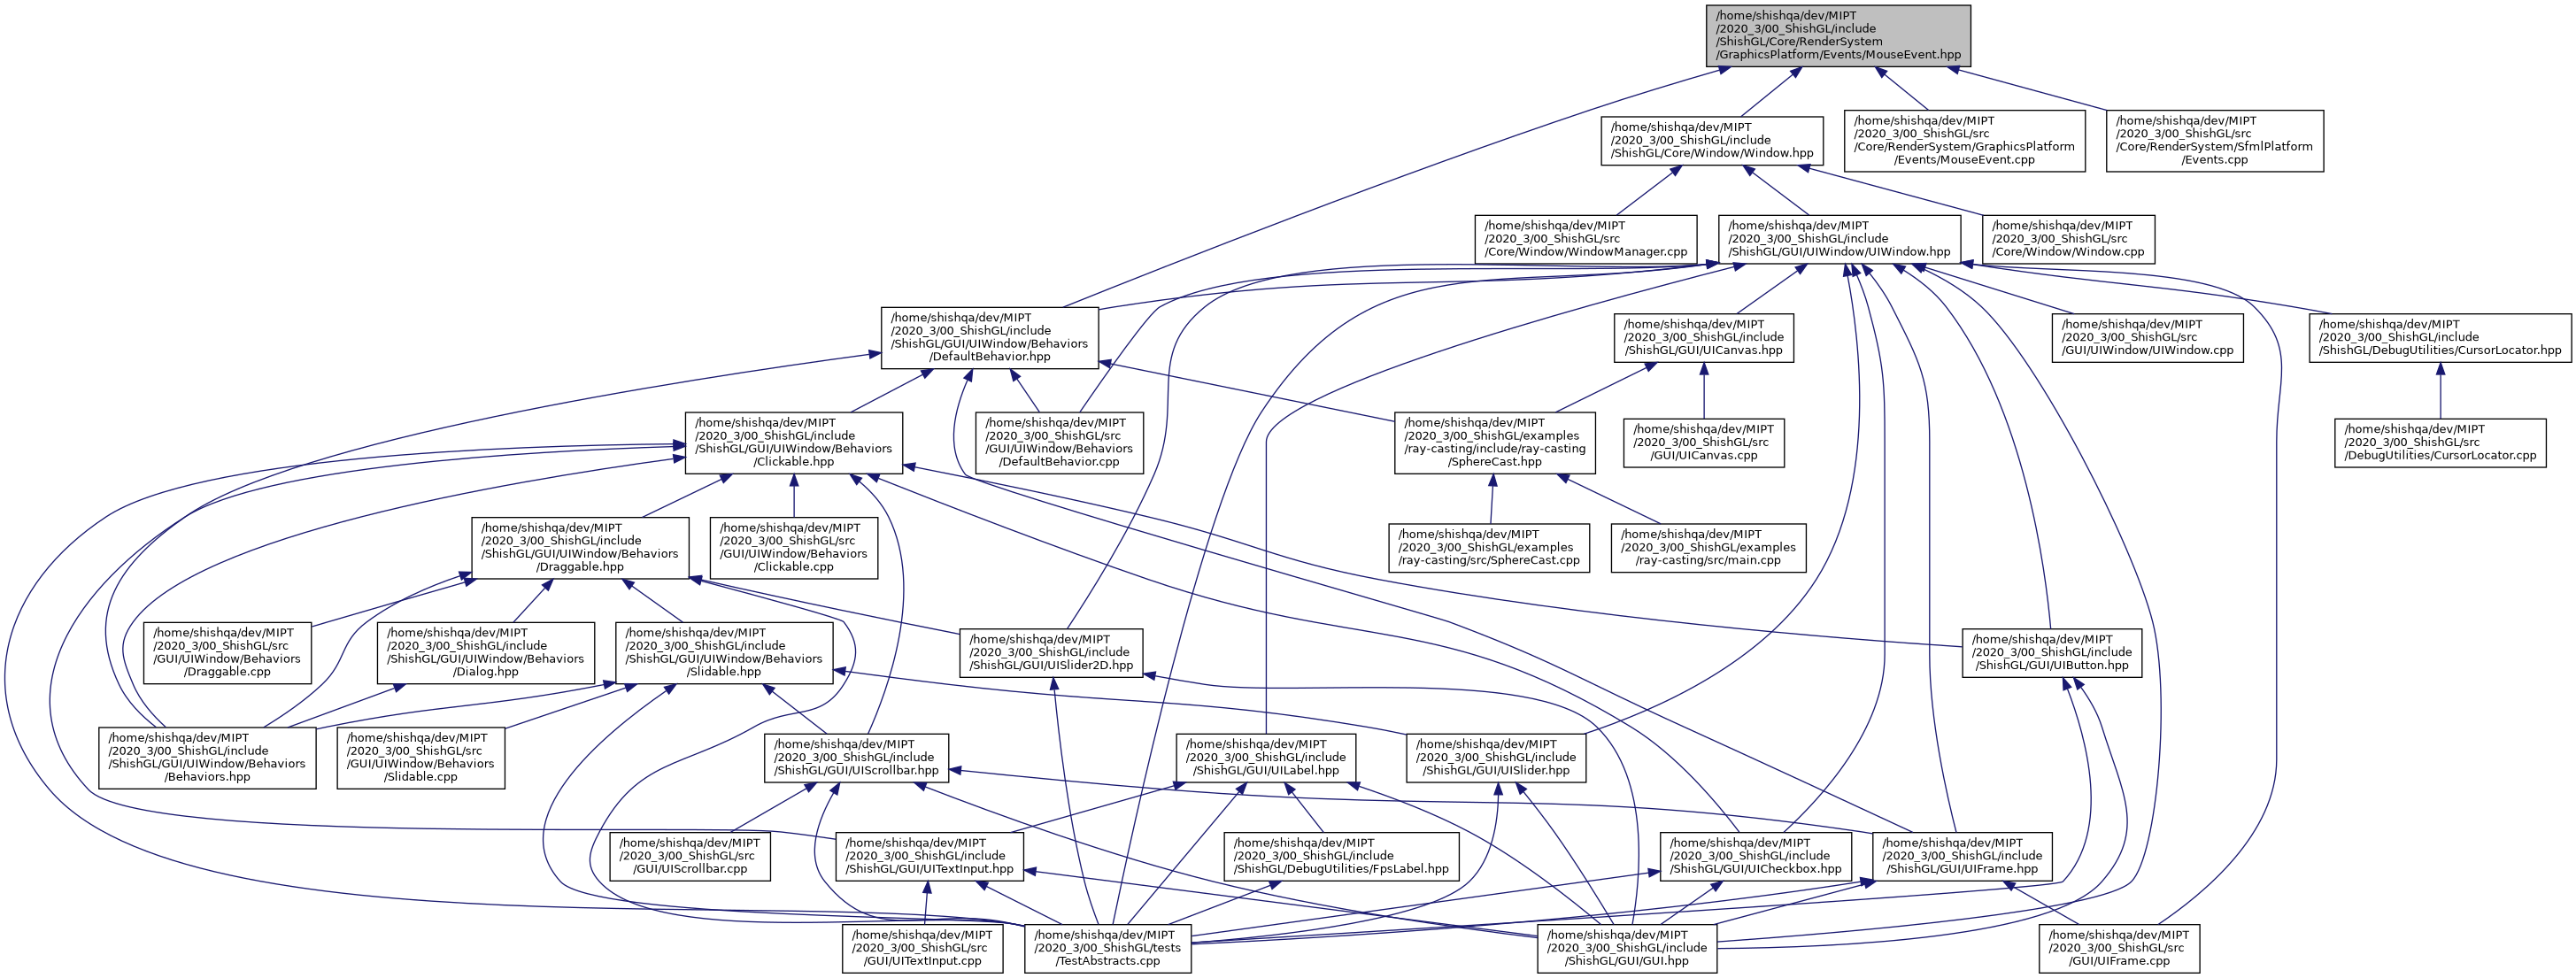 /home/shishqa/dev/MIPT
/2020_3/00_ShishGL/include
/ShishGL/Core/RenderSystem
/GraphicsPlatform/Events/MouseEvent.hpp
/home/shishqa/dev/MIPT
/2020_3/00_ShishGL/include
/ShishGL/Core/Window/Window.hpp
/home/shishqa/dev/MIPT
/2020_3/00_ShishGL/src
/Core/RenderSystem/GraphicsPlatform
/Events/MouseEvent.cpp
/home/shishqa/dev/MIPT
/2020_3/00_ShishGL/src
/Core/RenderSystem/SfmlPlatform
/Events.cpp
/home/shishqa/dev/MIPT
/2020_3/00_ShishGL/src
/Core/Window/WindowManager.cpp
/home/shishqa/dev/MIPT
/2020_3/00_ShishGL/include
/ShishGL/GUI/UIWindow/UIWindow.hpp
/home/shishqa/dev/MIPT
/2020_3/00_ShishGL/src
/Core/Window/Window.cpp
/home/shishqa/dev/MIPT
/2020_3/00_ShishGL/include
/ShishGL/GUI/UIWindow/Behaviors
/DefaultBehavior.hpp
/home/shishqa/dev/MIPT
/2020_3/00_ShishGL/include
/ShishGL/GUI/UICanvas.hpp
/home/shishqa/dev/MIPT
/2020_3/00_ShishGL/src
/GUI/UIWindow/UIWindow.cpp
/home/shishqa/dev/MIPT
/2020_3/00_ShishGL/include
/ShishGL/DebugUtilities/CursorLocator.hpp
/home/shishqa/dev/MIPT
/2020_3/00_ShishGL/include
/ShishGL/GUI/UIWindow/Behaviors
/Clickable.hpp
/home/shishqa/dev/MIPT
/2020_3/00_ShishGL/src
/GUI/UIWindow/Behaviors
/DefaultBehavior.cpp
/home/shishqa/dev/MIPT
/2020_3/00_ShishGL/examples
/ray-casting/include/ray-casting
/SphereCast.hpp
/home/shishqa/dev/MIPT
/2020_3/00_ShishGL/src
/GUI/UICanvas.cpp
/home/shishqa/dev/MIPT
/2020_3/00_ShishGL/src
/DebugUtilities/CursorLocator.cpp
/home/shishqa/dev/MIPT
/2020_3/00_ShishGL/include
/ShishGL/GUI/UIWindow/Behaviors
/Draggable.hpp
/home/shishqa/dev/MIPT
/2020_3/00_ShishGL/src
/GUI/UIWindow/Behaviors
/Clickable.cpp
/home/shishqa/dev/MIPT
/2020_3/00_ShishGL/examples
/ray-casting/src/SphereCast.cpp
/home/shishqa/dev/MIPT
/2020_3/00_ShishGL/examples
/ray-casting/src/main.cpp
/home/shishqa/dev/MIPT
/2020_3/00_ShishGL/src
/GUI/UIWindow/Behaviors
/Draggable.cpp
/home/shishqa/dev/MIPT
/2020_3/00_ShishGL/include
/ShishGL/GUI/UIWindow/Behaviors
/Dialog.hpp
/home/shishqa/dev/MIPT
/2020_3/00_ShishGL/include
/ShishGL/GUI/UIWindow/Behaviors
/Slidable.hpp
/home/shishqa/dev/MIPT
/2020_3/00_ShishGL/include
/ShishGL/GUI/UISlider2D.hpp
/home/shishqa/dev/MIPT
/2020_3/00_ShishGL/include
/ShishGL/GUI/UIButton.hpp
/home/shishqa/dev/MIPT
/2020_3/00_ShishGL/include
/ShishGL/GUI/UIWindow/Behaviors
/Behaviors.hpp
/home/shishqa/dev/MIPT
/2020_3/00_ShishGL/src
/GUI/UIWindow/Behaviors
/Slidable.cpp
/home/shishqa/dev/MIPT
/2020_3/00_ShishGL/include
/ShishGL/GUI/UIScrollbar.hpp
/home/shishqa/dev/MIPT
/2020_3/00_ShishGL/include
/ShishGL/GUI/UILabel.hpp
/home/shishqa/dev/MIPT
/2020_3/00_ShishGL/include
/ShishGL/GUI/UISlider.hpp
/home/shishqa/dev/MIPT
/2020_3/00_ShishGL/src
/GUI/UIScrollbar.cpp
/home/shishqa/dev/MIPT
/2020_3/00_ShishGL/include
/ShishGL/GUI/UITextInput.hpp
/home/shishqa/dev/MIPT
/2020_3/00_ShishGL/include
/ShishGL/DebugUtilities/FpsLabel.hpp
/home/shishqa/dev/MIPT
/2020_3/00_ShishGL/include
/ShishGL/GUI/UICheckbox.hpp
/home/shishqa/dev/MIPT
/2020_3/00_ShishGL/include
/ShishGL/GUI/UIFrame.hpp
/home/shishqa/dev/MIPT
/2020_3/00_ShishGL/src
/GUI/UITextInput.cpp
/home/shishqa/dev/MIPT
/2020_3/00_ShishGL/tests
/TestAbstracts.cpp
/home/shishqa/dev/MIPT
/2020_3/00_ShishGL/include
/ShishGL/GUI/GUI.hpp
/home/shishqa/dev/MIPT
/2020_3/00_ShishGL/src
/GUI/UIFrame.cpp